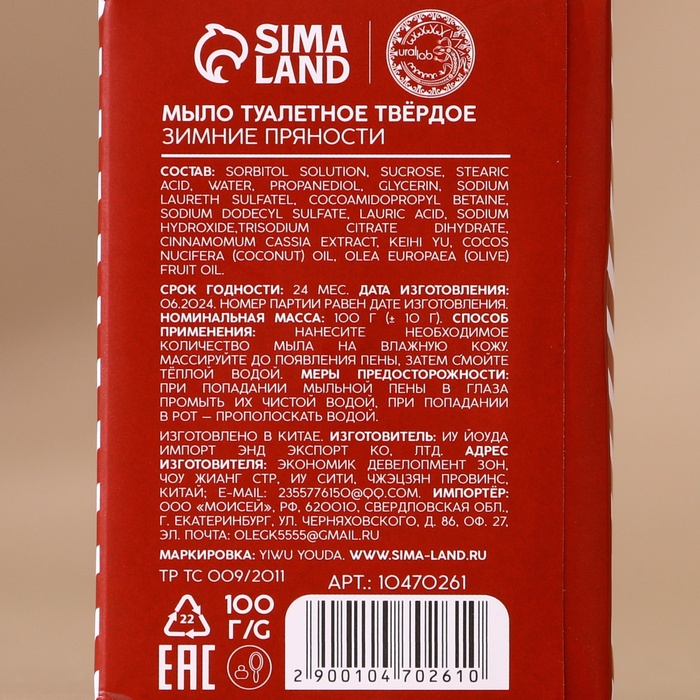 SIMA
LAND
ural lab
МЫЛО ТУАЛЕТНОЕ ТВЁРДОЕ
ЗИМНИЕ ПРЯНОСТИ
СОСТАВ: SORBITOL SOLUTION, SUCROSE, STEARIC
ACID, WATER, PROPANEDIOL, GLYCERIN, SODIUM
LAURETH SULFATEL, COCOAMIDOPROPYL BETAINE,
SODIUM DODECYL SULFATE, LAURIC ACID, SODIUM
HYDROXIDE,TRISODIUM CITRATE DIHYDRATE,
CINNAMOMUM CASSIA EXTRACT, KEIHI YU, COCOS
NUCIFERA (COCONUT) OIL, OLEA EUROPAEA (OLIVE)
FRUIT OIL.
СРОК ГОДНОСТИ: 24 МЕС. ДАТА ИЗГОТОВЛЕНИЯ:
06.2024. НОМЕР ПАРТИИ РАВЕН ДАТЕ ИЗГОТОВЛЕНИЯ.
НОМИНАЛЬНАЯ МАССА: 100 Г (± 10 Г). СПОСОБ
ПРИМЕНЕНИЯ: НАНЕСИТЕ НЕОБХОДИМОЕ
КОЛИЧЕСТВО МЫЛА НА ВЛАЖНУЮ КОЖУ.
МАССИРУЙТЕ ДО ПОЯВЛЕНИЯ ПЕНЫ, ЗАТЕМ СМОЙТЕ
ТЁПЛОЙ ВОДОЙ. МЕРЫ ПРЕДОСТОРОЖНОСТИ:
ПРИ ПОПАДАНИИ МЫЛЬНОЙ ПЕНЫ В ГЛАЗА
ПРОМЫТЬ ИХ ЧИСТОЙ ВОДОЙ, ПРИ ПОПАДАНИИ
В РОТ — ПРОПОЛОСКАТЬ ВОДОЙ.
ИЗГОТОВЛЕНО В КИТАЕ. ИЗГОТОВИТЕЛЬ: ИУ ЙОУДА
ИМПОРТ ЭНД ЭКСПОРТ КО, ЛТД. АДРЕС
ИЗГОТОВИТЕЛЯ: ЭКОНОМИК ДЕВЕЛОПМЕНТ ЗОН,
ЧОУ ЖИАНГ СТР, ИУ СИТИ, ЧЖЭЦЗЯН ПРОВИНС,
КИТАЙ; E-MAIL: 235577615O@QQ.COM. ИМПОРТЁР:
ООО «МОИСЕЙ», РФ, 620010, СВЕРДЛОВСКАЯ ОБЛ.,
Г. ЕКАТЕРИНБУРГ, УЛ. ЧЕРНЯХОВСКОГО, Д. 86, ОФ. 27,
ЭЛ. ПОЧТА: OLEGK5555@GMAIL.RU
МАРКИРОВКА: YIWU YOUDA. WWW.SIMA-LAND.RU
ТР ТС 009/2011
АРТ.: 10470261
22
100
Г/G
EAC
2 900104 702610